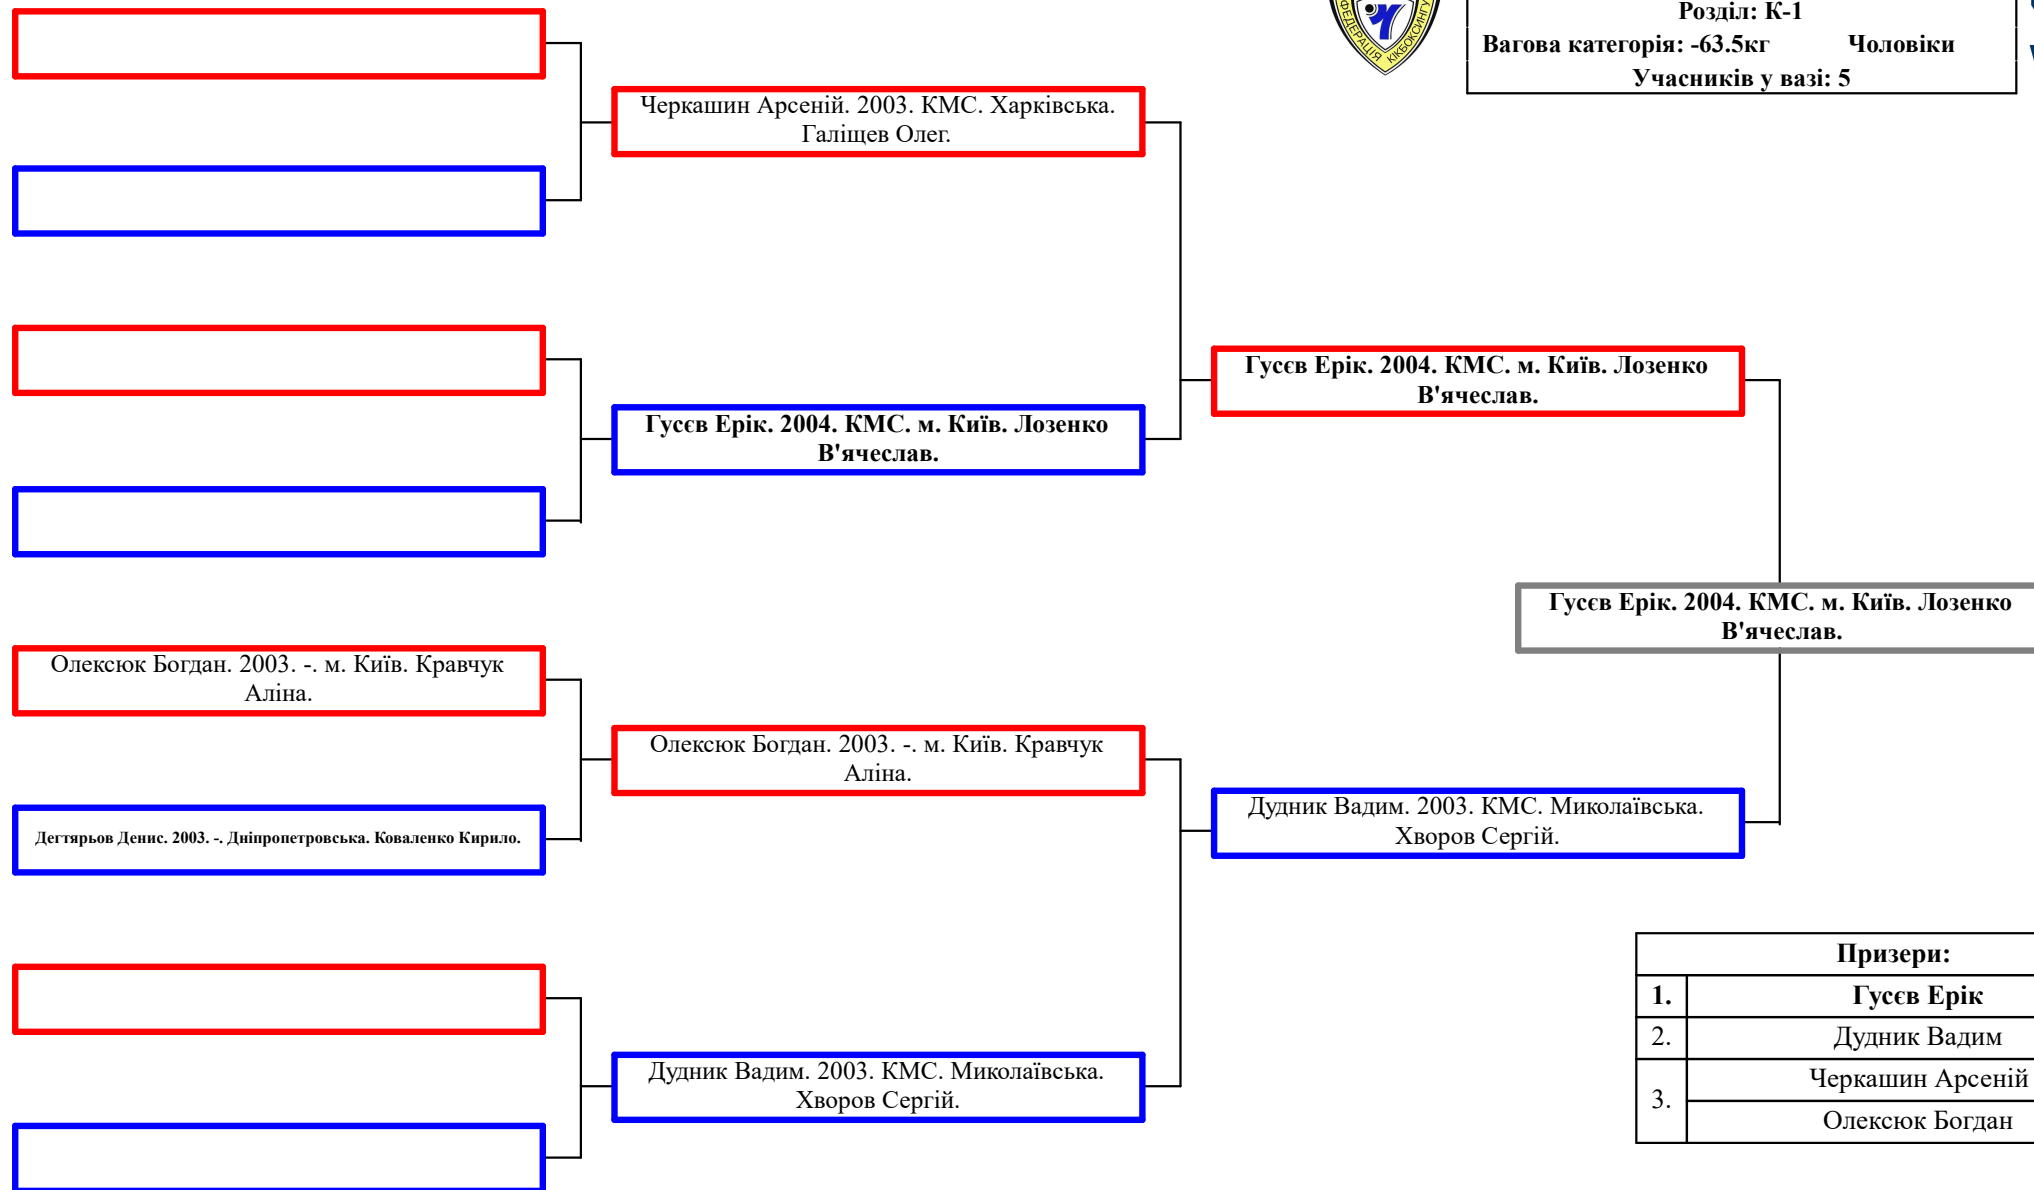 ФЕДЕРАЦІЯ КІКБОКСИНГУ
Розділ: К-1
Вагова категорія: -63.5кг Чоловіки
Учасників у вазі: 5
Черкашин Арсеній. 2003. КМС. Харківська.
Галіщев Олег.
Гусєв Ерік. 2004. КМС. м. Київ. Лозенко
В'ячеслав.
Гусєв Ерік. 2004. КМС. м. Київ. Лозенко
В'ячеслав.
Гусєв Ерік. 2004. КМС. м. Київ. Лозенко
В'ячеслав.
Олексюк Богдан. 2003. -. м. Київ. Кравчук
Аліна.
Олексюк Богдан. 2003. -. м. Київ. Кравчук
Аліна.
Дегтярьов Денис. 2003. -. Дніпропетровська. Коваленко Кирило.
Дудник Вадим. 2003. КМС. Миколаївська.
Хворов Сергій.
Дудник Вадим. 2003. КМС. Миколаївська.
Хворов Сергій.
Призери:
1. Гусєв Ерік
2. Дудник Вадим
3. Черкашин Арсеній
Олексюк Богдан